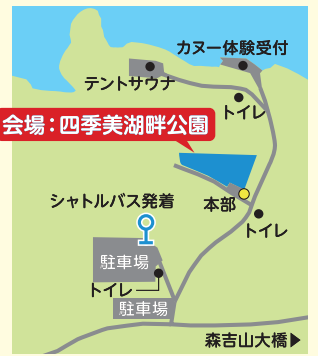 カヌー体験受付
テントサウナ
トイレ
会場：四季美湖畔公園
シャトルバス発着
本部
トイレ
駐車場
トイレ
駐車場
森吉山大橋▶